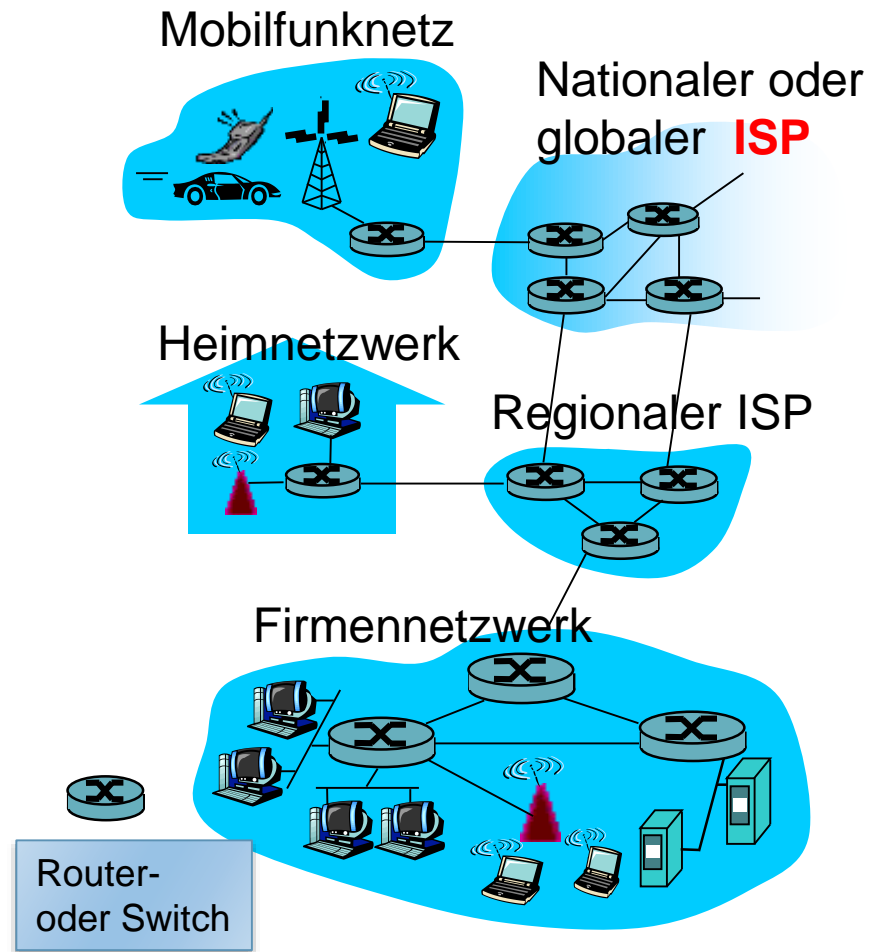 Mobilfunknetz
Nationaler oder
globaler ISP
Heimnetzwerk
Regionaler ISP
Firmennetzwerk
Router-
oder Switch